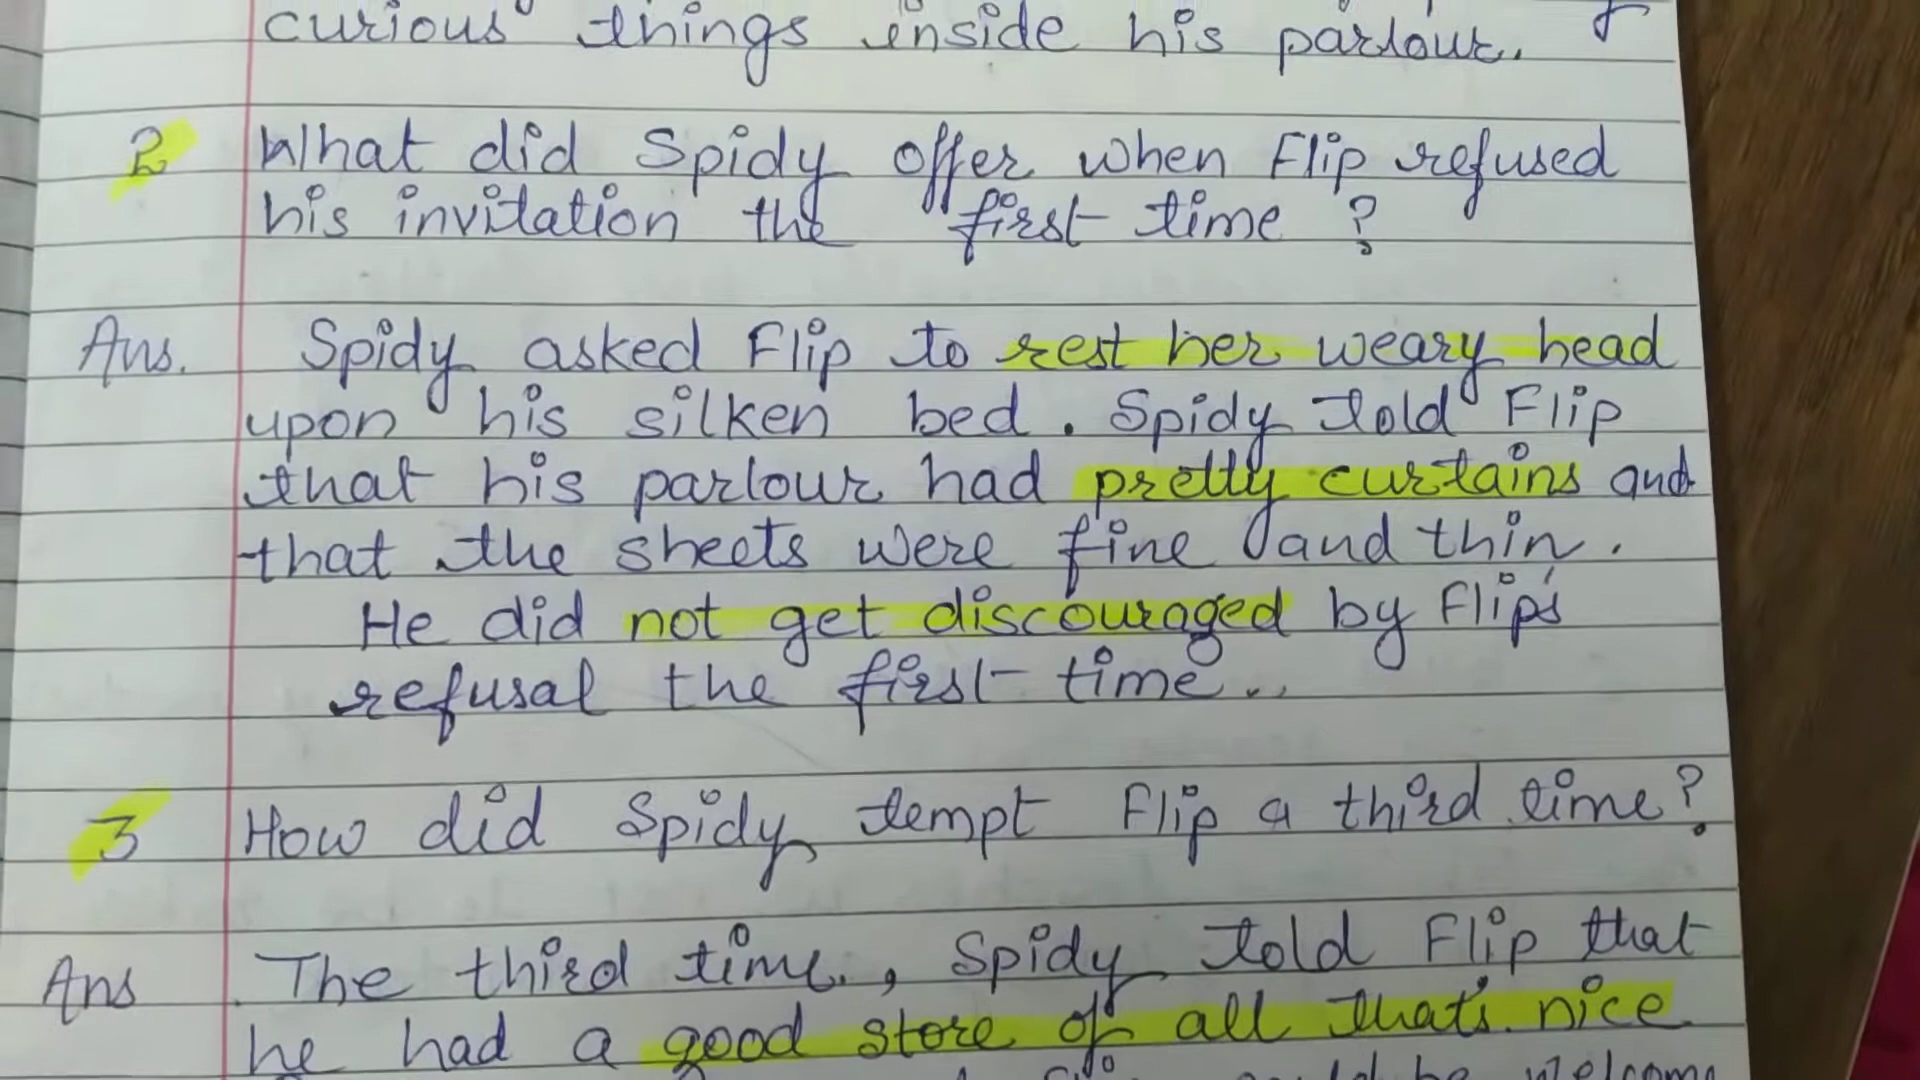 curious things inside his parlour.
2 What did Spidy offer when Flip refused
his invitation the first time ?
Ans. Spidy asked Flip to rest her weary head
upon his silken bed. Spidy told Flip
that his parlour had pretty curtains and
that the sheets were fine and thin.
He did not get discouraged by Flip's
refusal the first time..
3 How did Spidy tempt Flip a third time?
Ans The third time, Spidy told Flip that
he had a good store of all that's nice
be welcome